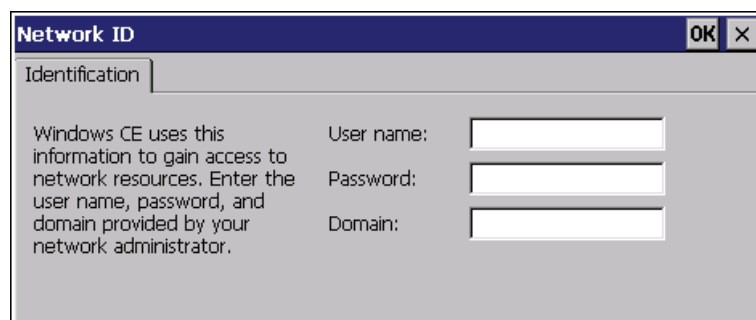 Network ID OK ×
Identification
Windows CE uses this
information to gain access to
network resources. Enter the
user name, password, and
domain provided by your
network administrator.
User name:
Password:
Domain: